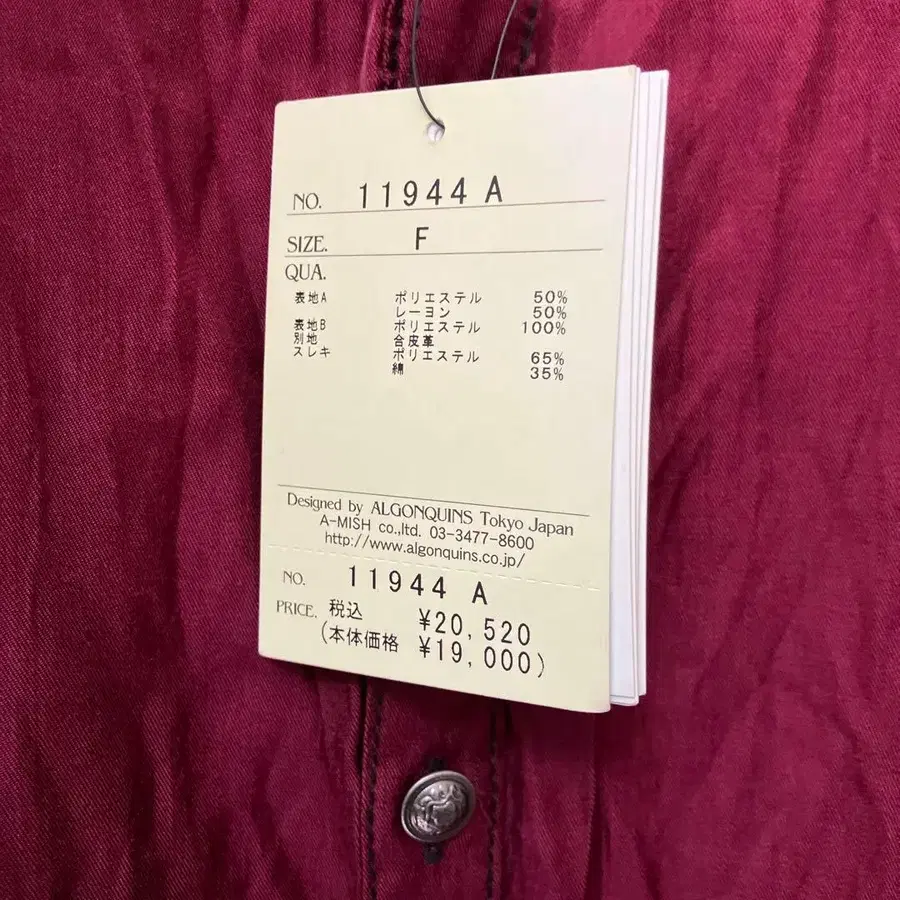 NO. 11944 A
SIZE. F
QUA.
表地A ポリエステル 50%
レーヨン 50%
表地B ポリエステル 100%
別地 合皮革
スレキ ポリエステル 65%
綿 35%
Designed by ALGONQUINS Tokyo Japan
A-MISH co.,ltd. 03-3477-8600
http://www.algonquins.co.jp/
NO. 11944 A
PRICE. 税込 ¥20,520
(本体価格 ¥19,000)